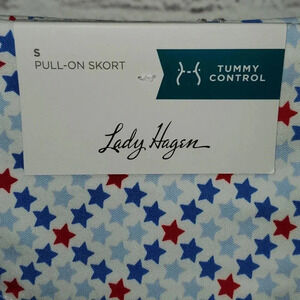 S
PULL-ON SKORT
TUMMY
CONTROL
Lady Hagen